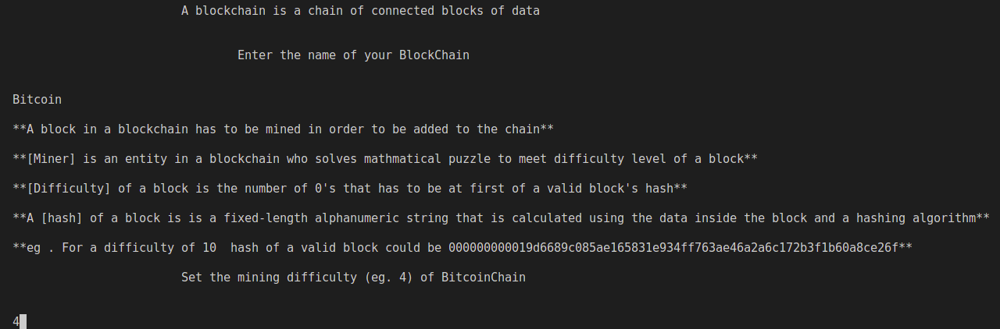 A blockchain is a chain of connected blocks of data
Enter the name of your BlockChain
Bitcoin
**A block in a blockchain has to be mined in order to be added to the chain**
**[Miner] is an entity in a blockchain who solves mathmatical puzzle to meet difficulty level of a block**
**[Difficulty] of a block is the number of 0's that has to be at first of a valid block's hash**
**A [hash] of a block is is a fixed-length alphanumeric string that is calculated using the data inside the block and a hashing algorithm**
**eg . For a difficulty of 10  hash of a valid block could be 000000000019d6689c085ae165831e934ff763ae46a2a6c172b3f1b60a8ce26f**
Set the mining difficulty (eg. 4) of BitcoinChain
4